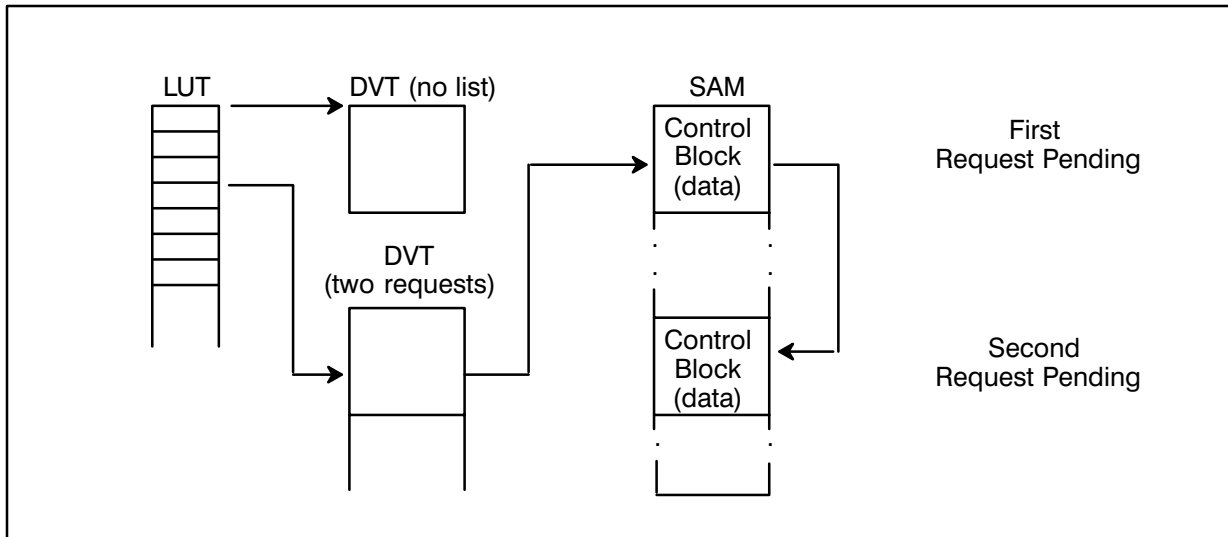 LUT
DVT (no list)
SAM
Control
Block
(data)
First
Request Pending
DVT
(two requests)
Control
Block
(data)
Second
Request Pending